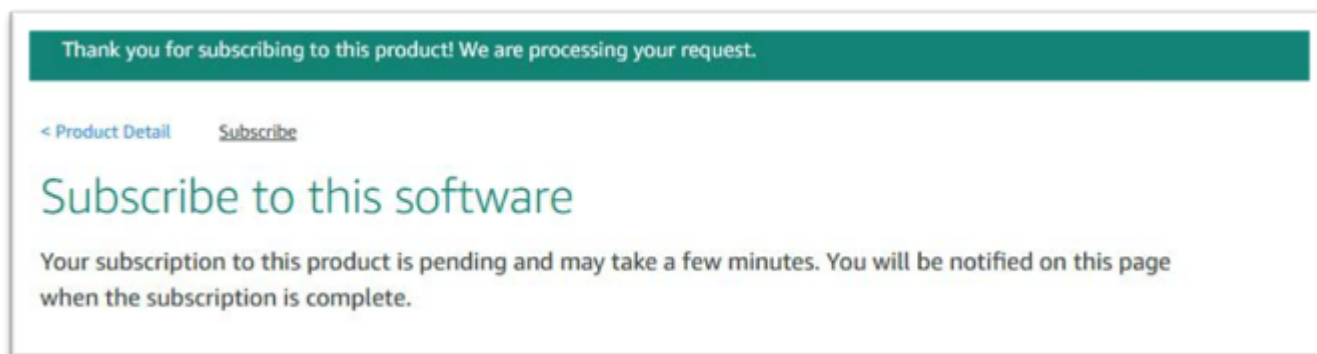 Thank you for subscribing to this product! We are processing your request.
< Product Detail Subscribe
Subscribe to this software
Your subscription to this product is pending and may take a few minutes. You will be notified on this page
when the subscription is complete.